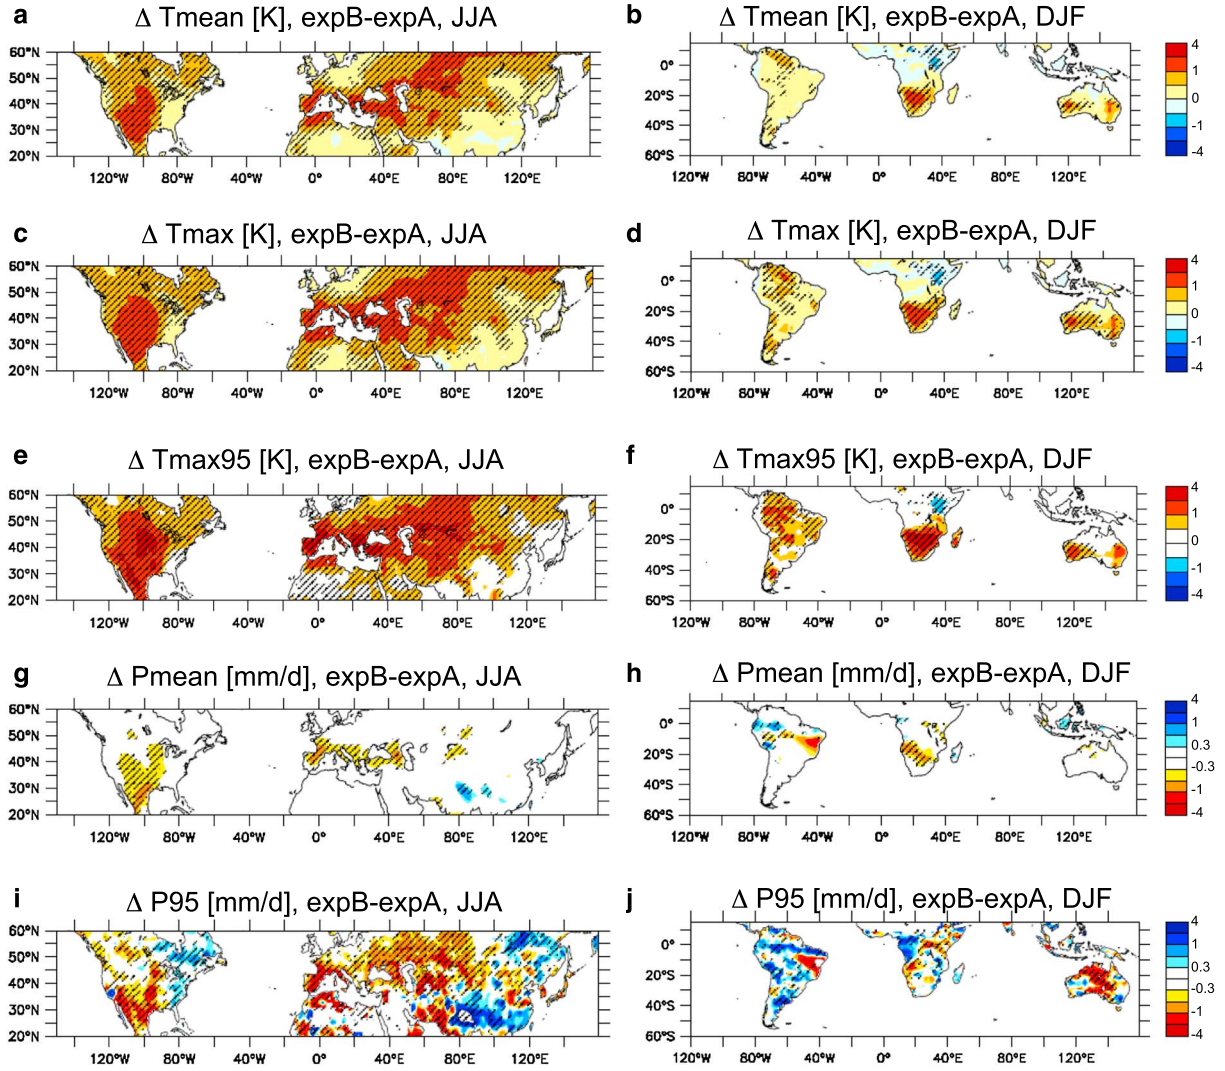 a Δ Tmean [K], expB-expA, JJA
60°N
50°N
40°N
30°N
20°N
120°W 80°W 40°W 0° 40°E 80°E 120°E
b Δ Tmean [K], expB-expA, DJF
0°
20°S
40°S
60°S
120°W 80°W 40°W 0° 40°E 80°E 120°E
4
1
0
-1
-4
c Δ Tmax [K], expB-expA, JJA
60°N
50°N
40°N
30°N
20°N
120°W 80°W 40°W 0° 40°E 80°E 120°E
d Δ Tmax [K], expB-expA, DJF
0°
20°S
40°S
60°S
120°W 80°W 40°W 0° 40°E 80°E 120°E
4
1
0
-1
-4
e Δ Tmax95 [K], expB-expA, JJA
60°N
50°N
40°N
30°N
20°N
120°W 80°W 40°W 0° 40°E 80°E 120°E
f Δ Tmax95 [K], expB-expA, DJF
0°
20°S
40°S
60°S
120°W 80°W 40°W 0° 40°E 80°E 120°E
4
1
0
-1
-4
g Δ Pmean [mm/d], expB-expA, JJA
60°N
50°N
40°N
30°N
20°N
120°W 80°W 40°W 0° 40°E 80°E 120°E
h Δ Pmean [mm/d], expB-expA, DJF
0°
20°S
40°S
60°S
120°W 80°W 40°W 0° 40°E 80°E 120°E
4
1
0.3
-0.3
-1
-4
i Δ P95 [mm/d], expB-expA, JJA
60°N
50°N
40°N
30°N
20°N
120°W 80°W 40°W 0° 40°E 80°E 120°E
j Δ P95 [mm/d], expB-expA, DJF
0°
20°S
40°S
60°S
120°W 80°W 40°W 0° 40°E 80°E 120°E
4
1
0.3
-0.3
-1
-4